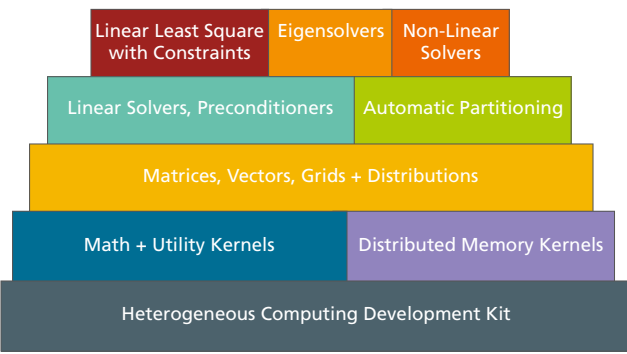 Linear Least Square
with Constraints
Eigensolvers
Non-Linear
Solvers
Linear Solvers, Preconditioners
Automatic Partitioning
Matrices, Vectors, Grids + Distributions
Math + Utility Kernels
Distributed Memory Kernels
Heterogeneous Computing Development Kit